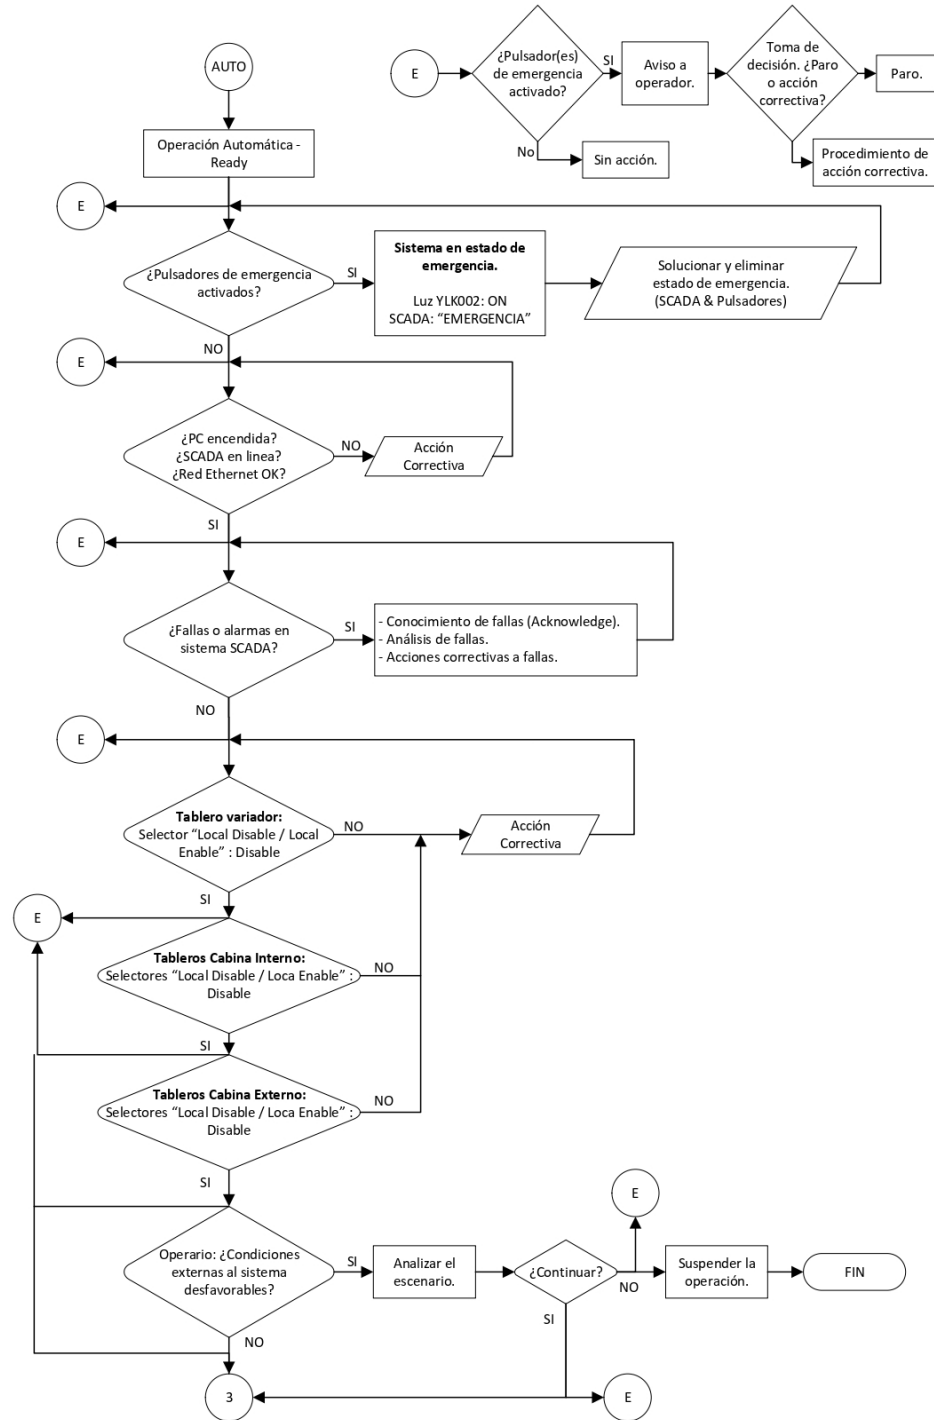 AUTO
Operación Automática -
Ready
E
¿Pulsador(es)
de emergencia
activado?
SI
No
Aviso a
operador.
Sin acción.
Toma de
decisión. ¿Paro
o acción
correctiva?
Paro.
Procedimiento de
acción correctiva.
E
¿Pulsadores de emergencia
activados?
SI
NO
Sistema en estado de
emergencia.
Luz YLK002: ON
SCADA: “EMERGENCIA”
Solucionar y eliminar
estado de emergencia.
(SCADA & Pulsadores)
E
¿PC encendida?
¿SCADA en linea?
¿Red Ethernet OK?
NO
SI
Acción
Correctiva
E
¿Fallas o alarmas en
sistema SCADA?
SI
NO
- Conocimiento de fallas (Acknowledge).
- Análisis de fallas.
- Acciones correctivas a fallas.
E
Tablero variador:
Selector “Local Disable / Local
Enable” : Disable
NO
SI
Acción
Correctiva
E
Tableros Cabina Interno:
Selectores “Local Disable / Loca Enable” :
Disable
NO
SI
Tableros Cabina Externo:
Selectores “Local Disable / Loca Enable” :
Disable
NO
SI
Operario: ¿Condiciones
externas al sistema
desfavorables?
SI
NO
Analizar el
escenario.
¿Continuar?
E
NO
SI
Suspender la
operación.
FIN
3
E